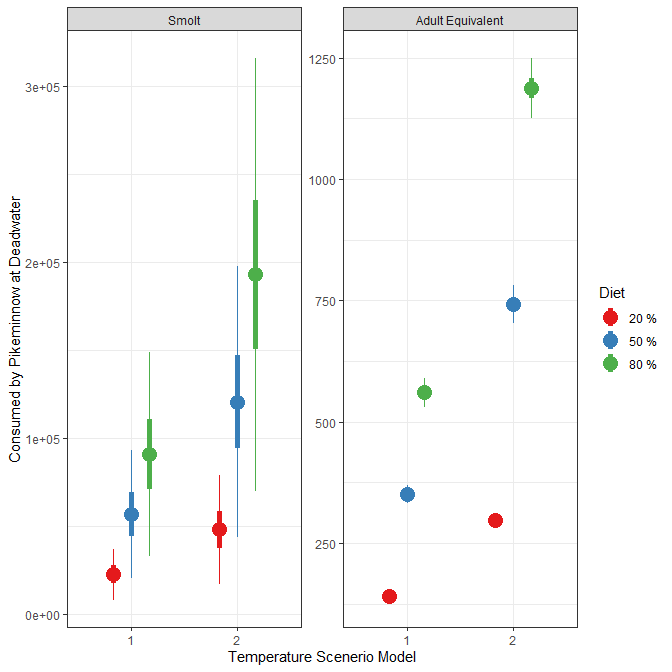 Smolt
Adult Equivalent
Consumed by Pikeminnow at Deadwater
3e+05
2e+05
1e+05
0e+00
1250
1000
750
500
250
1
2
1
2
Temperature Scenerio Model
Diet
20 %
50 %
80 %